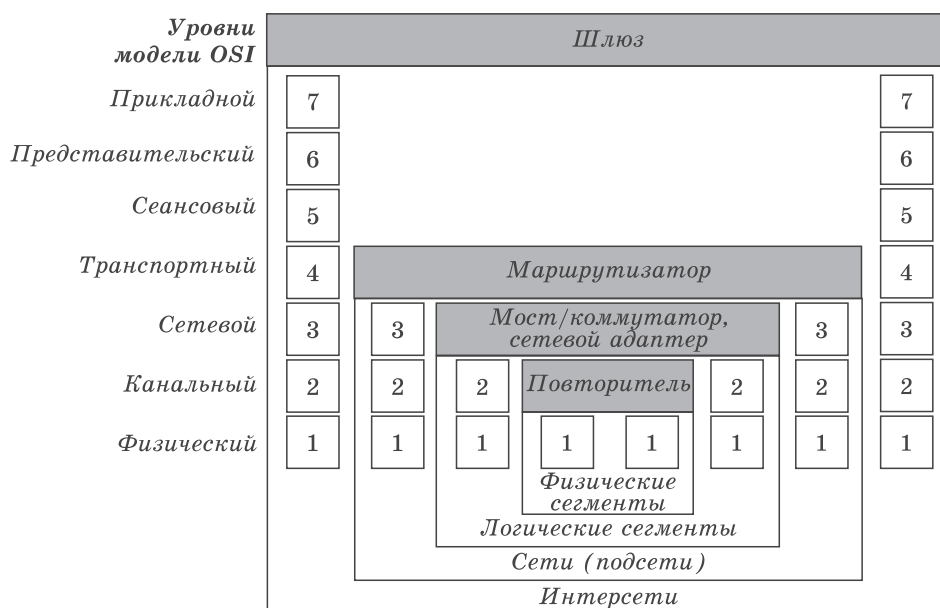 Уровни
модели OSI
Шлюз
Прикладной 7 7
Представительский 6 6
Сеансовый 5 5
Транспортный 4 Маршрутизатор 4
Сетевой 3 3 Мост/коммутатор, 3 3
сетевой адаптер
Канальный 2 2 2 Повторитель 2 2 2
Физический 1 1 1 1 1 1 1 1
Физические
сегменты
Логические сегменты
Сети (подсети)
Интерсети